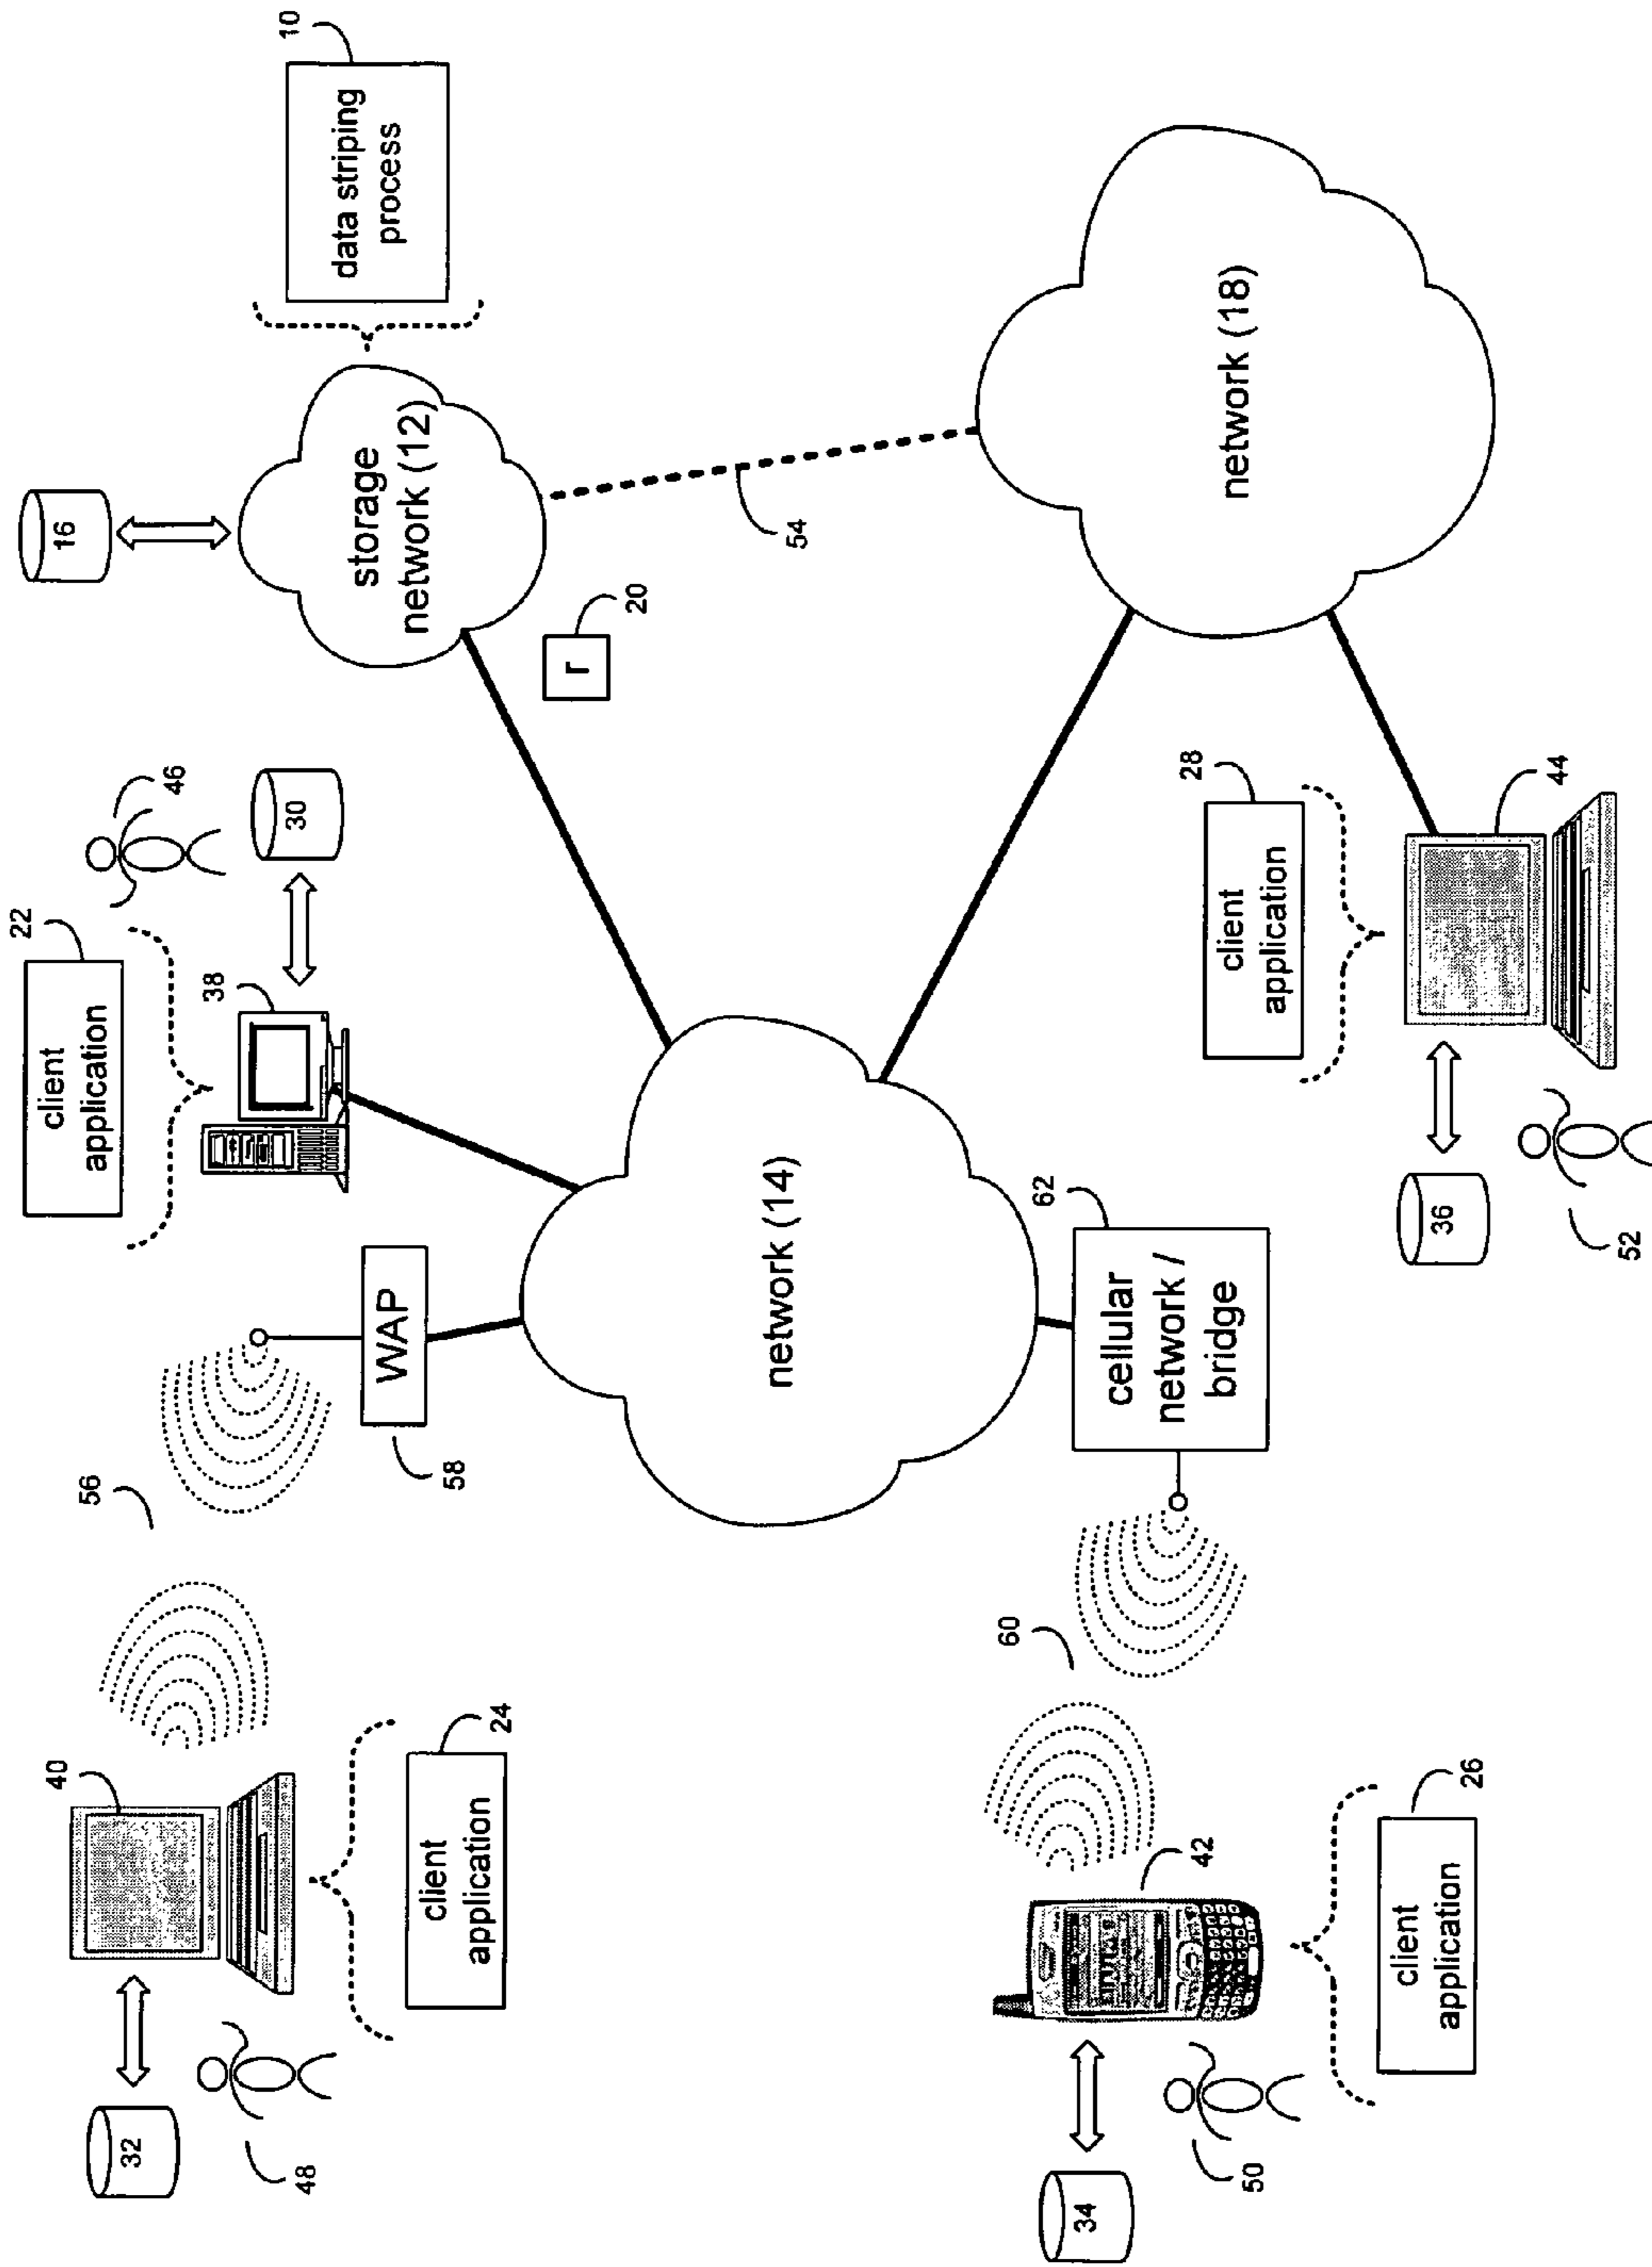 22
40
56
client
application
16
32
46
10
38
30
48
data striping
process
storage
network (12)
WAP
58
client
application
24
r
20
network (14)
54
60
62
34
42
cellular
network /
bridge
50
28
network (18)
client
application
client
application
26
36
44
52